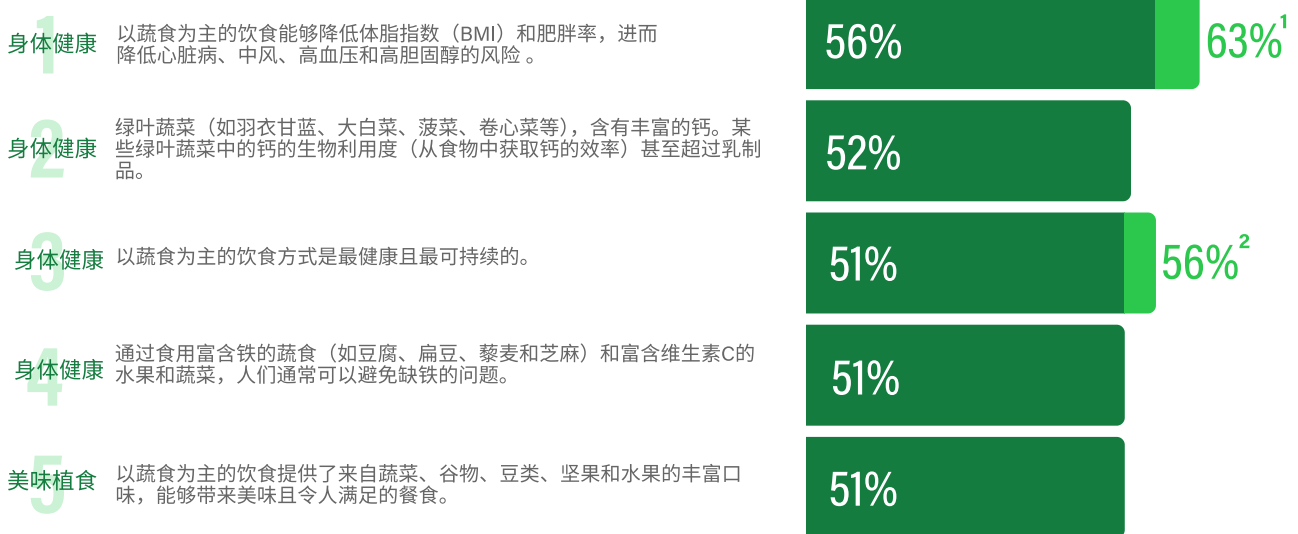 1
身体健康
以蔬食为主的饮食能够降低体脂指数（BMI）和肥胖率，进而
降低心脏病、中风、高血压和高胆固醇的风险 。
56%
63%¹
2
身体健康
绿叶蔬菜（如羽衣甘蓝、大白菜、菠菜、卷心菜等），含有丰富的钙。某
些绿叶蔬菜中的钙的生物利用度（从食物中获取钙的效率）甚至超过乳制
品。
52%
3
身体健康
以蔬食为主的饮食方式是最健康且最可持续的。
51%
56%²
4
身体健康
通过食用富含铁的蔬食（如豆腐、扁豆、藜麦和芝麻）和富含维生素C的
水果和蔬菜，人们通常可以避免缺铁的问题。
51%
5
美味植食
以蔬食为主的饮食提供了来自蔬菜、谷物、豆类、坚果和水果的丰富口
味，能够带来美味且令人满足的餐食。
51%